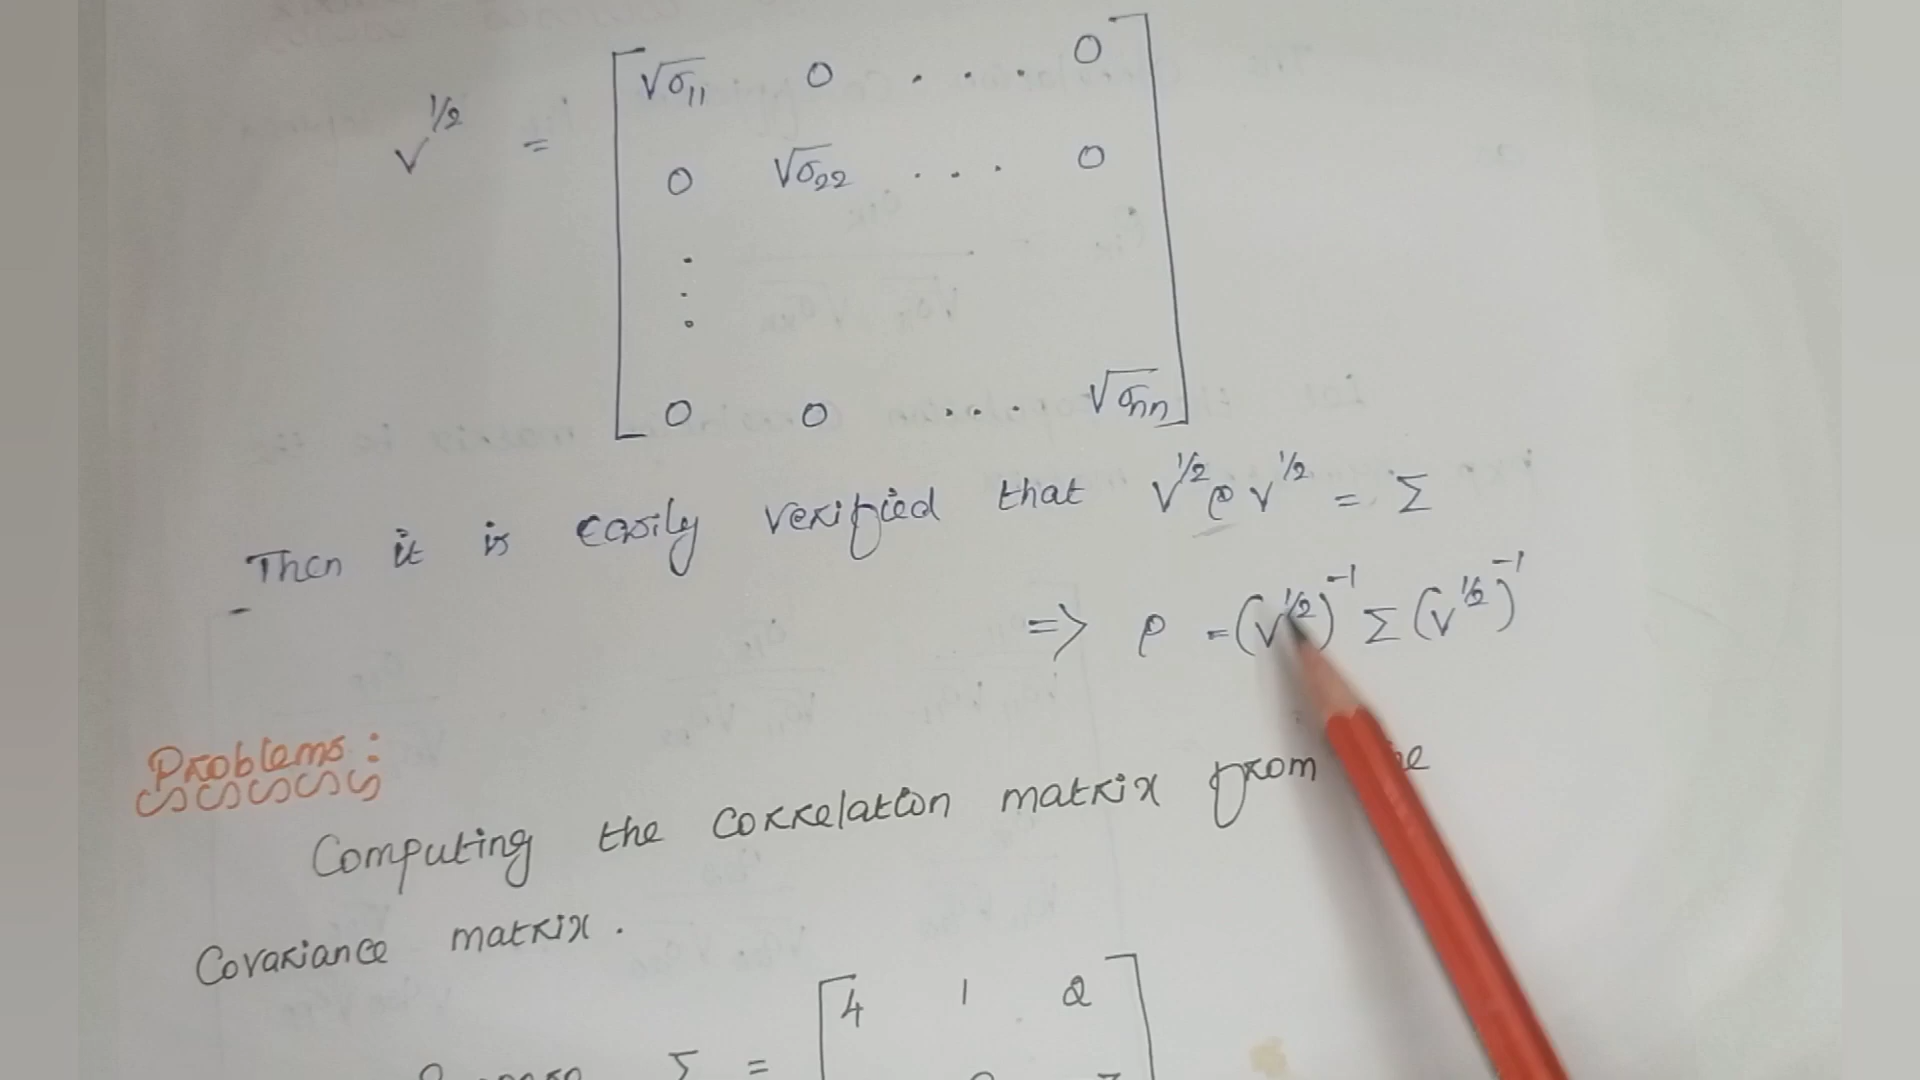 √σ11 0 . . . 0
V^1/2 =
0 √σ22 . . . 0
.
.
.
0 0 ... √σnn
Then it is easily verified that V^1/2 ρ V^1/2 = Σ
=> ρ = (V^1/2)^-1 Σ (V^1/2)^-1
Problems :
Computing the correlation matrix from
Covariance matrix .
4 1 2
Σ =